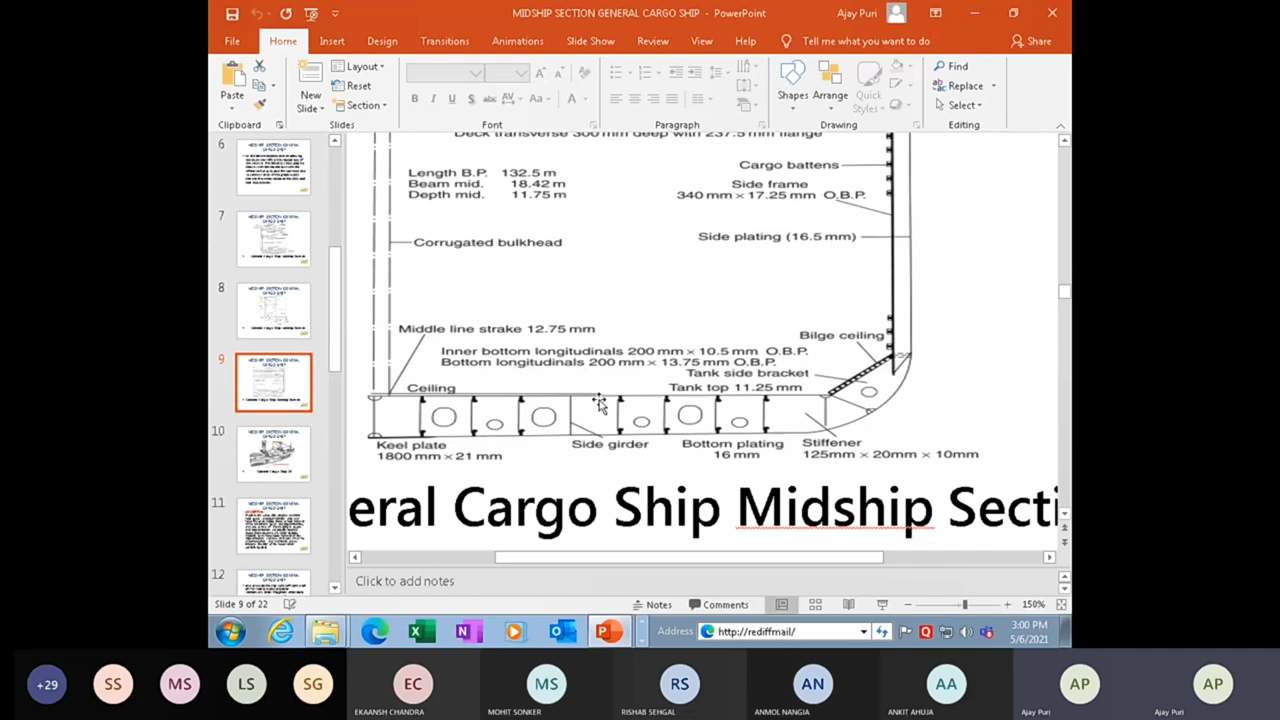 MIDSHIP SECTION GENERAL CARGO SHIP - PowerPoint
Ajay Puri
File Home Insert Design Transitions Animations Slide Show Review View Help Tell me what you want to do Share
Paste
New Slide
Layout
Reset
Section
Shapes
Arrange
Quick Styles
Find
Replace
Select
Clipboard Slides Font Paragraph Drawing Editing
Deck transverse 300 mm deep with 237.5 mm flange
Cargo battens
Length B.P. 132.5 m
Beam mid. 18.42 m
Depth mid. 11.75 m
Side frame
340 mm × 17.25 mm O.B.P.
Side plating (16.5 mm)
Corrugated bulkhead
Middle line strake 12.75 mm
Bilge ceiling
Inner bottom longitudinals 200 mm × 10.5 mm O.B.P.
Bottom longitudinals 200 mm × 13.75 mm O.B.P.
Tank side bracket
Ceiling
Tank top 11.25 mm
Keel plate
1800 mm × 21 mm
Side girder
Bottom plating
16 mm
Stiffener
125mm × 20mm × 10mm
eral Cargo Ship Midship Secti
6
7
8
9
10
11
12
Click to add notes
Slide 9 of 22
Notes
Comments
150%
Address
http://rediffmail/
3:00 PM
5/6/2021
+29
SS
MS
LS
SG
EC
EKAANSH CHANDRA
MS
MOHIT SONKER
RS
RISHAB SEHGAL
AN
ANMOL NANGIA
AA
ANKIT AHUJA
AP
Ajay Puri
AP
Ajay Puri